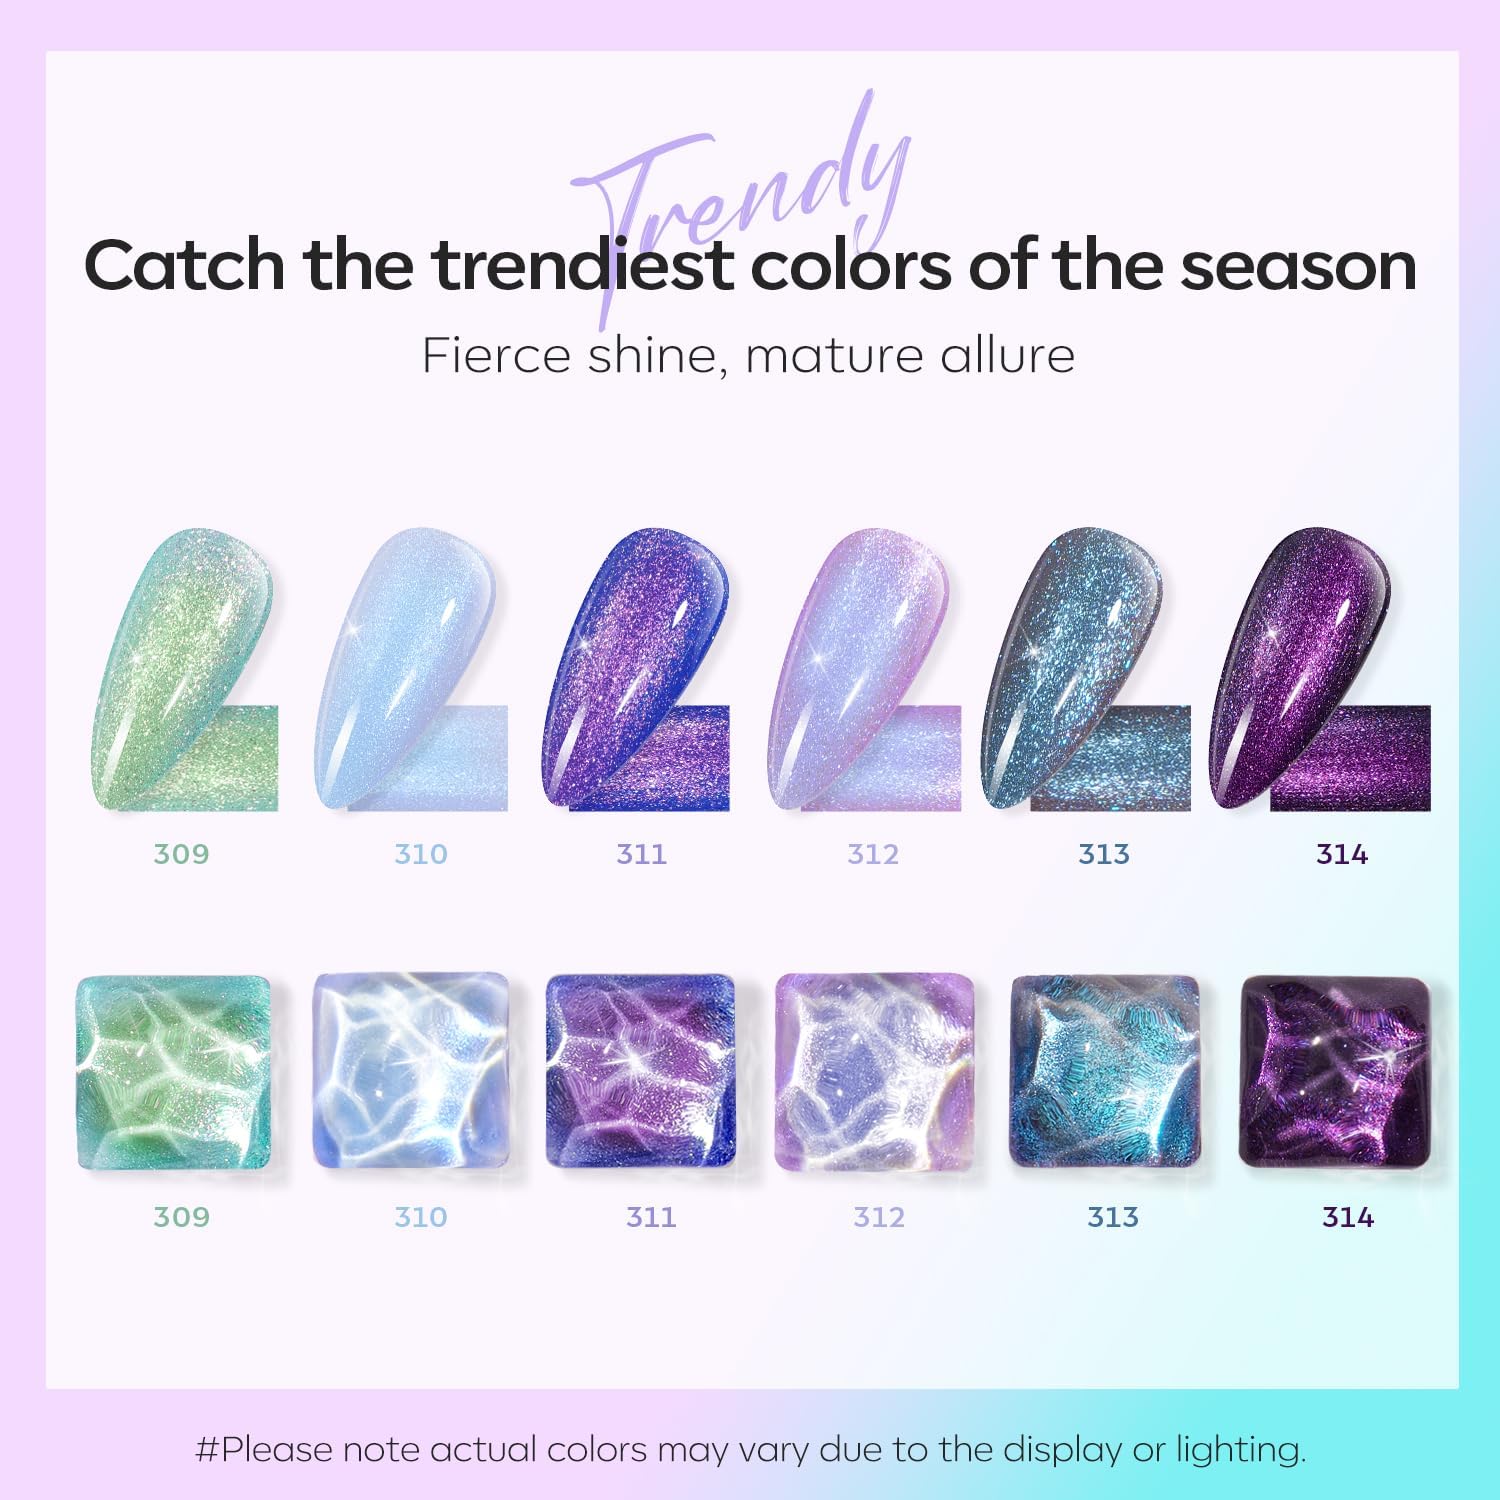 Trendy
Catch the trendiest colors of the season
Fierce shine, mature allure
309 310 311 312 313 314
309 310 311 312 313 314
#Please note actual colors may vary due to the display or lighting.